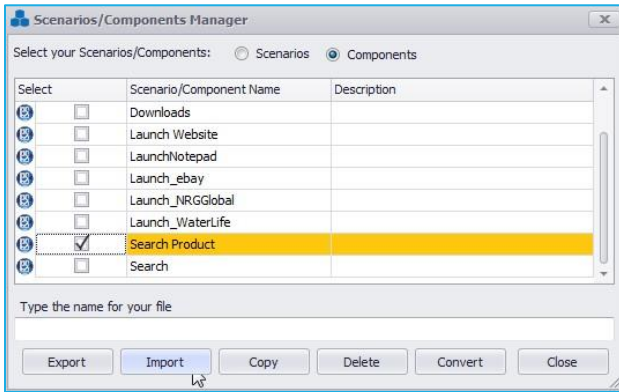 Scenarios/Components Manager
Select your Scenarios/Components: Scenarios Components
Select Scenario/Component Name Description
Downloads
Launch Website
LaunchNotepad
Launch_ebay
Launch_NRGGlobal
Launch_WaterLife
Search Product
Search
Type the name for your file
Export Import Copy Delete Convert Close